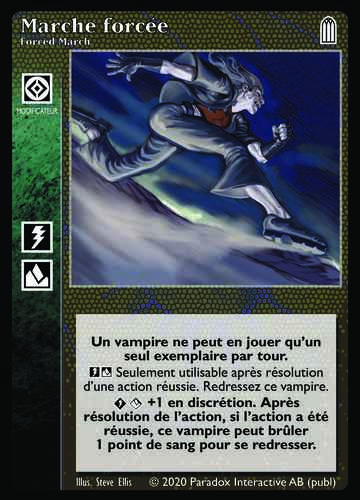 Marche forcée
Forced March
MODIFICATEUR
Un vampire ne peut en jouer qu'un
seul exemplaire par tour.
Seulement utilisable après résolution
d'une action réussie. Redressez ce vampire.
+1 en discrétion. Après
résolution de l'action, si l'action a été
réussie, ce vampire peut brûler
1 point de sang pour se redresser.
Illus. Steve Ellis © 2020 Paradox Interactive AB (publ)